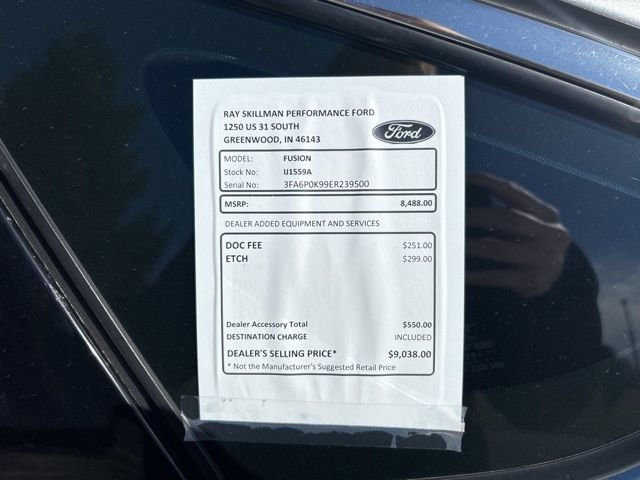 RAY SKILLMAN PERFORMANCE FORD
1250 US 31 SOUTH
GREENWOOD, IN 46143
Ford
MODEL: FUSION
Stock No: IJ1559A
Serial No: 3FA6P0K99ER239500
MSRP: 8,488.00
DEALER ADDED EQUIPMENT AND SERVICES
DOC FEE $251.00
ETCH $299.00
Dealer Accessory Total $550.00
DESTINATION CHARGE INCLUDED
DEALER'S SELLING PRICE* $9,038.00
* Not the Manufacturer's Suggested Retail Price